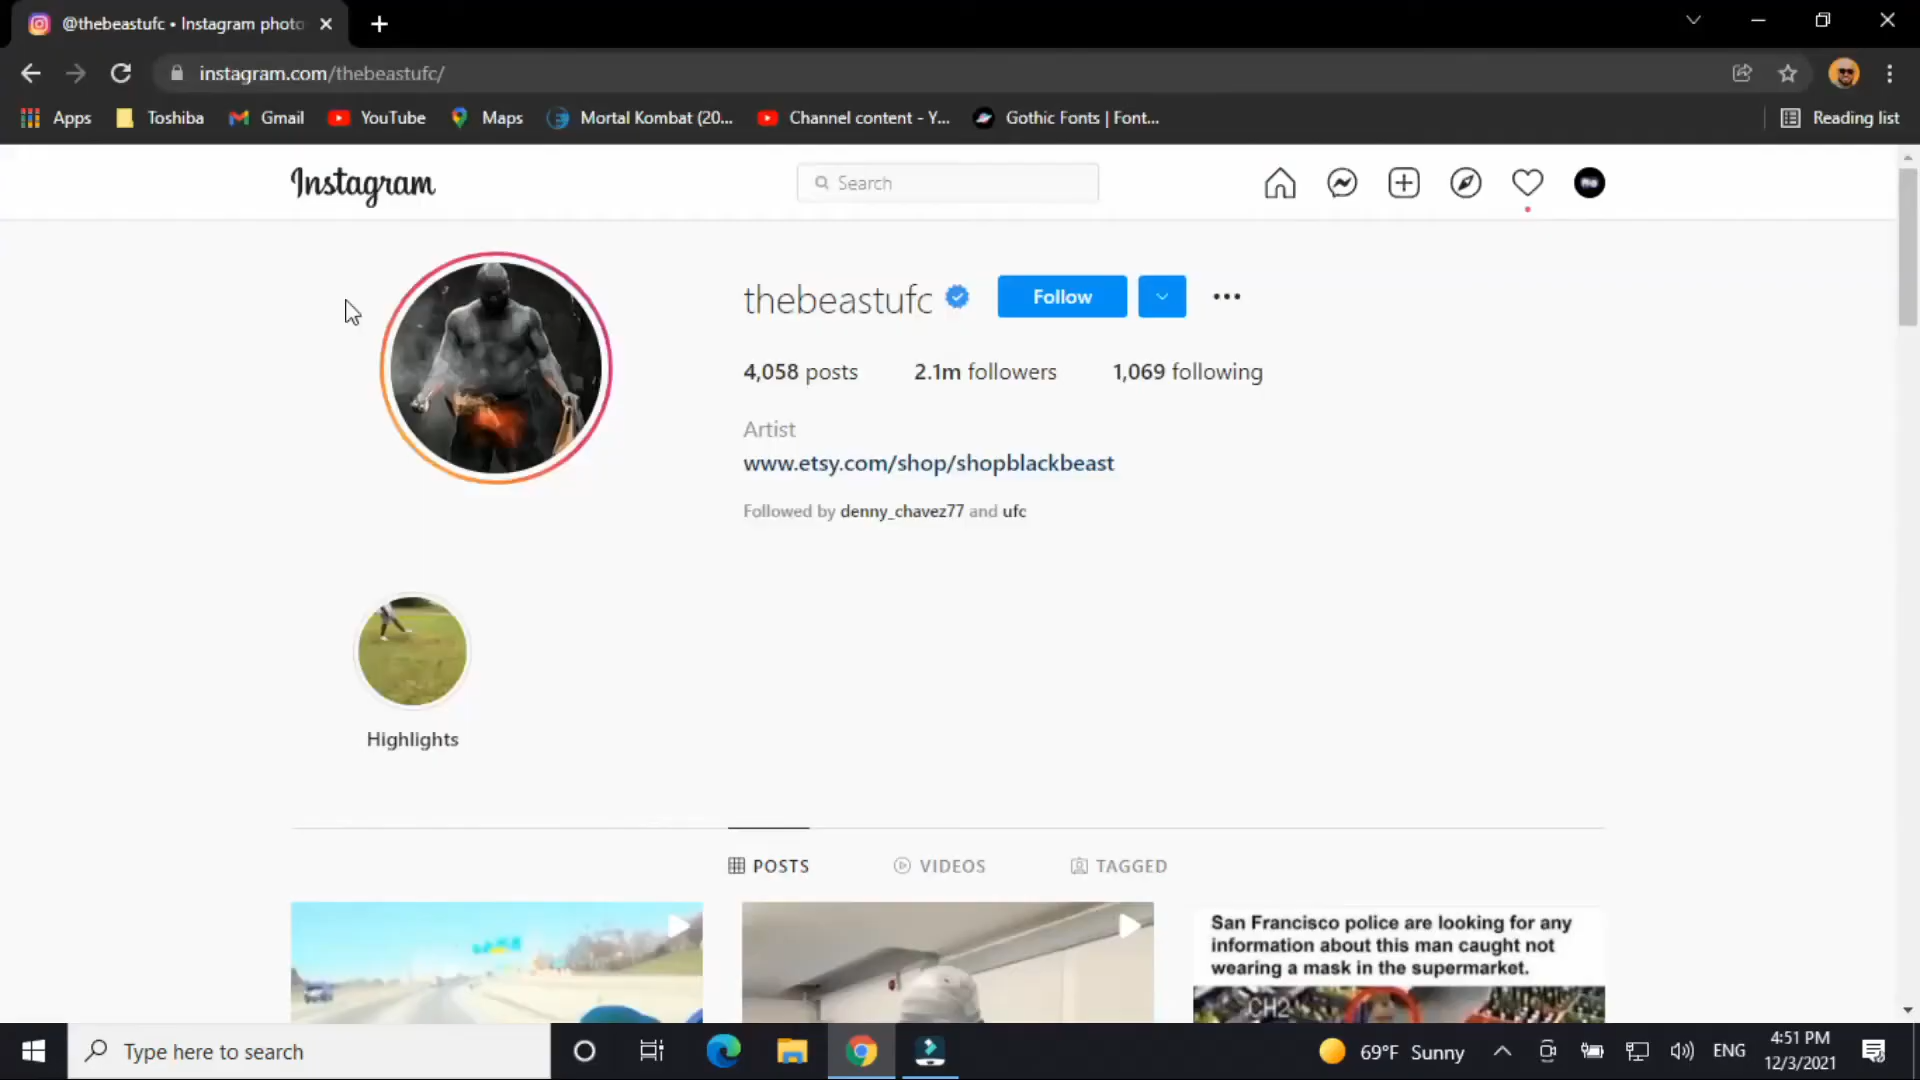 @thebeastufc • Instagram photo
instagram.com/thebeastufc/
Apps Toshiba Gmail YouTube Maps Mortal Kombat (20... Channel content - Y... Gothic Fonts | Font... Reading list
Instagram
Search
thebeastufc Follow
4,058 posts 2.1m followers 1,069 following
Artist
www.etsy.com/shop/shopblackbeast
Followed by denny_chavez77 and ufc
Highlights
POSTS VIDEOS TAGGED
San Francisco police are looking for any
information about this man caught not
wearing a mask in the supermarket.
CH2
Type here to search
69°F Sunny
ENG
4:51 PM
12/3/2021